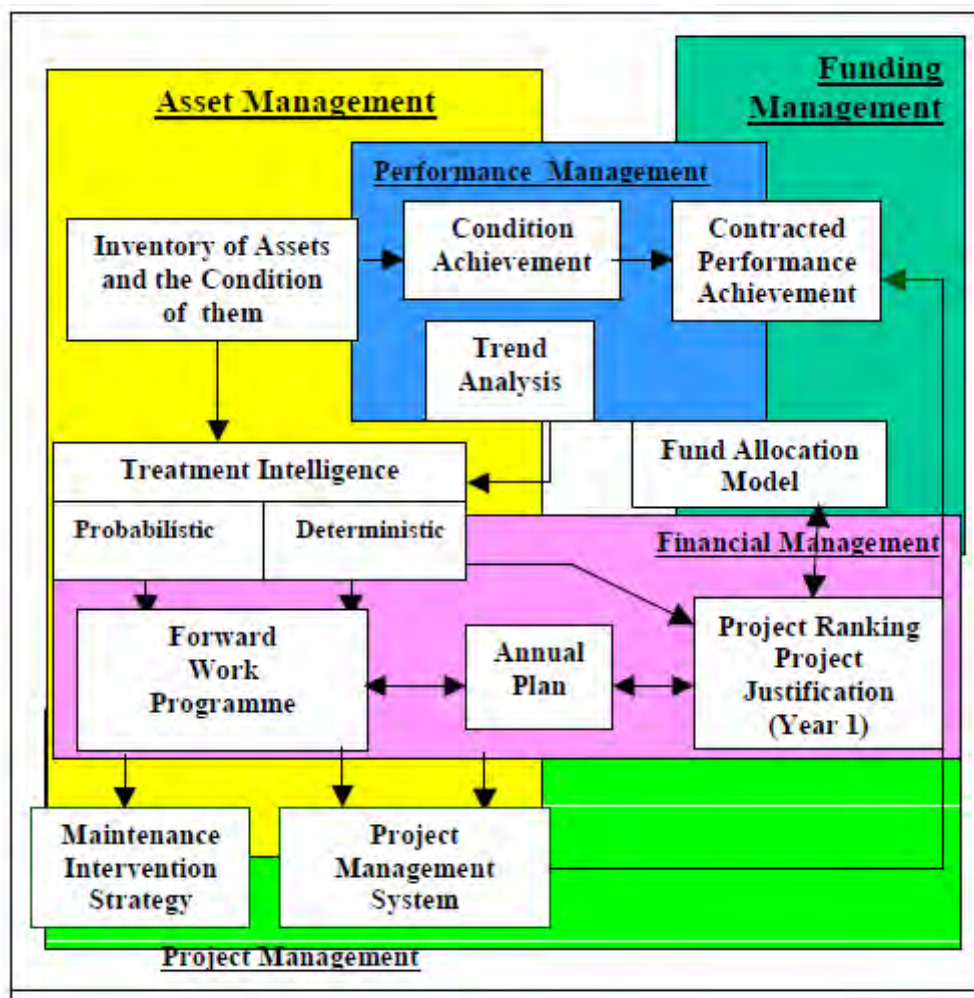 Asset Management
Funding
Management
Performance Management
Inventory of Assets
and the Condition
of them
Condition
Achievement
Contracted
Performance
Achievement
Trend
Analysis
Treatment Intelligence
Probabilistic
Deterministic
Fund Allocation
Model
Financial Management
Forward
Work
Programme
Annual
Plan
Project Ranking
Project
Justification
(Year 1)
Maintenance
Intervention
Strategy
Project
Management
System
Project Management